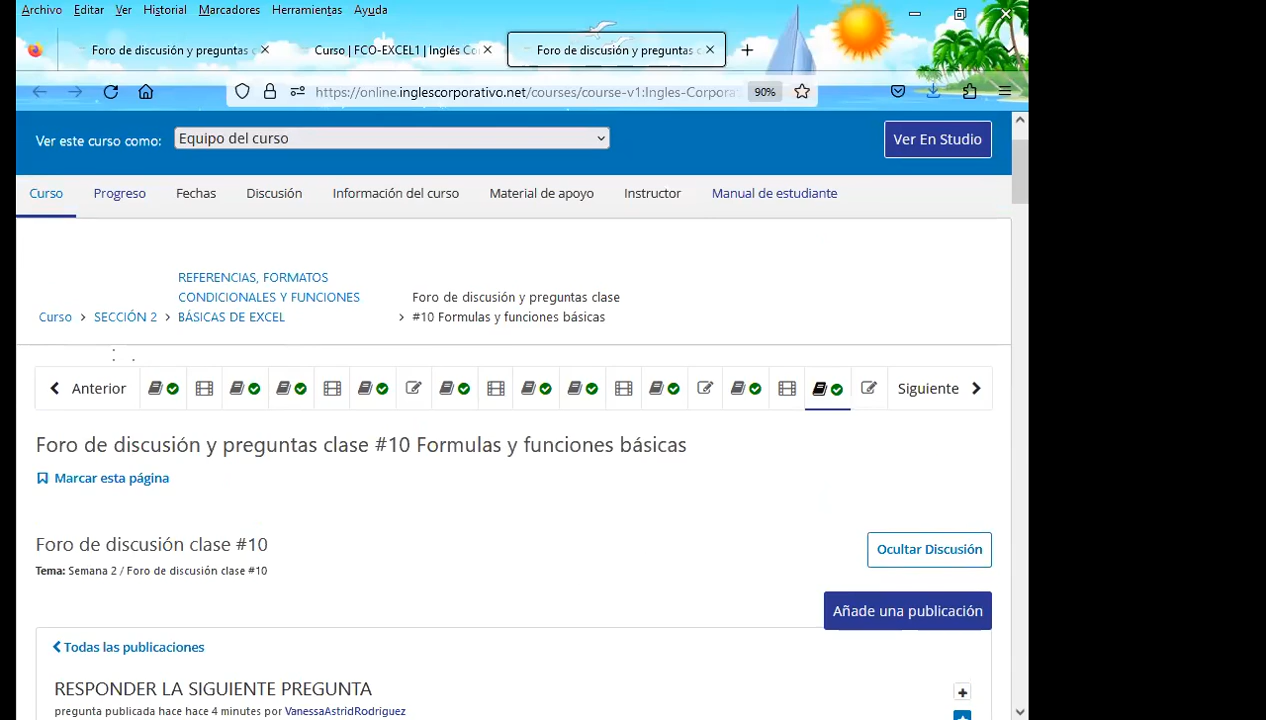 Archivo Editar Ver Historial Marcadores Herramientas Ayuda
Foro de discusión y preguntas c
Curso | FCO-EXCEL1 | Inglés Co
Foro de discusión y preguntas c
https://online.inglescorporativo.net/courses/course-v1:Ingles-Corpora
90%
Ver este curso como:
Equipo del curso
Ver En Studio
Curso Progreso Fechas Discusión Información del curso Material de apoyo Instructor Manual de estudiante
REFERENCIAS, FORMATOS
CONDICIONALES Y FUNCIONES
Foro de discusión y preguntas clase
Curso > SECCIÓN 2 > BÁSICAS DE EXCEL > #10 Formulas y funciones básicas
Anterior
Siguiente
Foro de discusión y preguntas clase #10 Formulas y funciones básicas
Marcar esta página
Foro de discusión clase #10
Ocultar Discusión
Tema: Semana 2 / Foro de discusión clase #10
Añade una publicación
Todas las publicaciones
RESPONDER LA SIGUIENTE PREGUNTA
pregunta publicada hace hace 4 minutes por VanessaAstridRodriguez